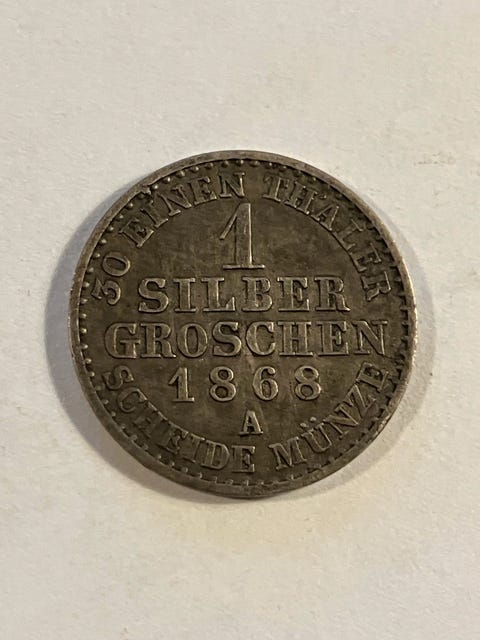 30 EINEN THALER
1
SILBER
GROSCHEN
1868
A
SCHEIDE MÜNZE